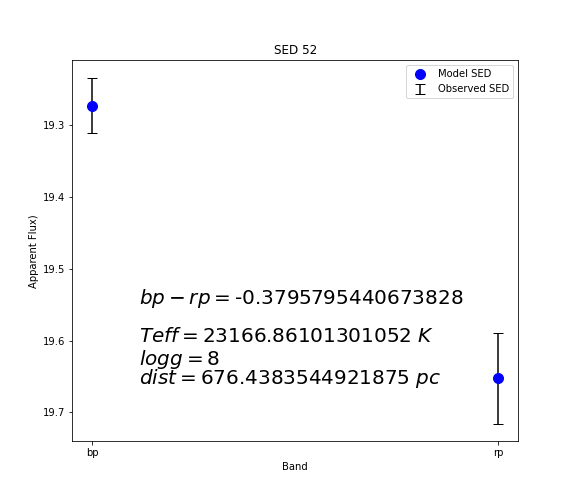 SED 52
Model SED
Observed SED
19.3
19.4
19.5
19.6
19.7
Apparent Flux)
bp − rp = -0.3795795440673828
Teff = 23166.86101301052 K
logg = 8
dist = 676.4383544921875 pc
bp
rp
Band